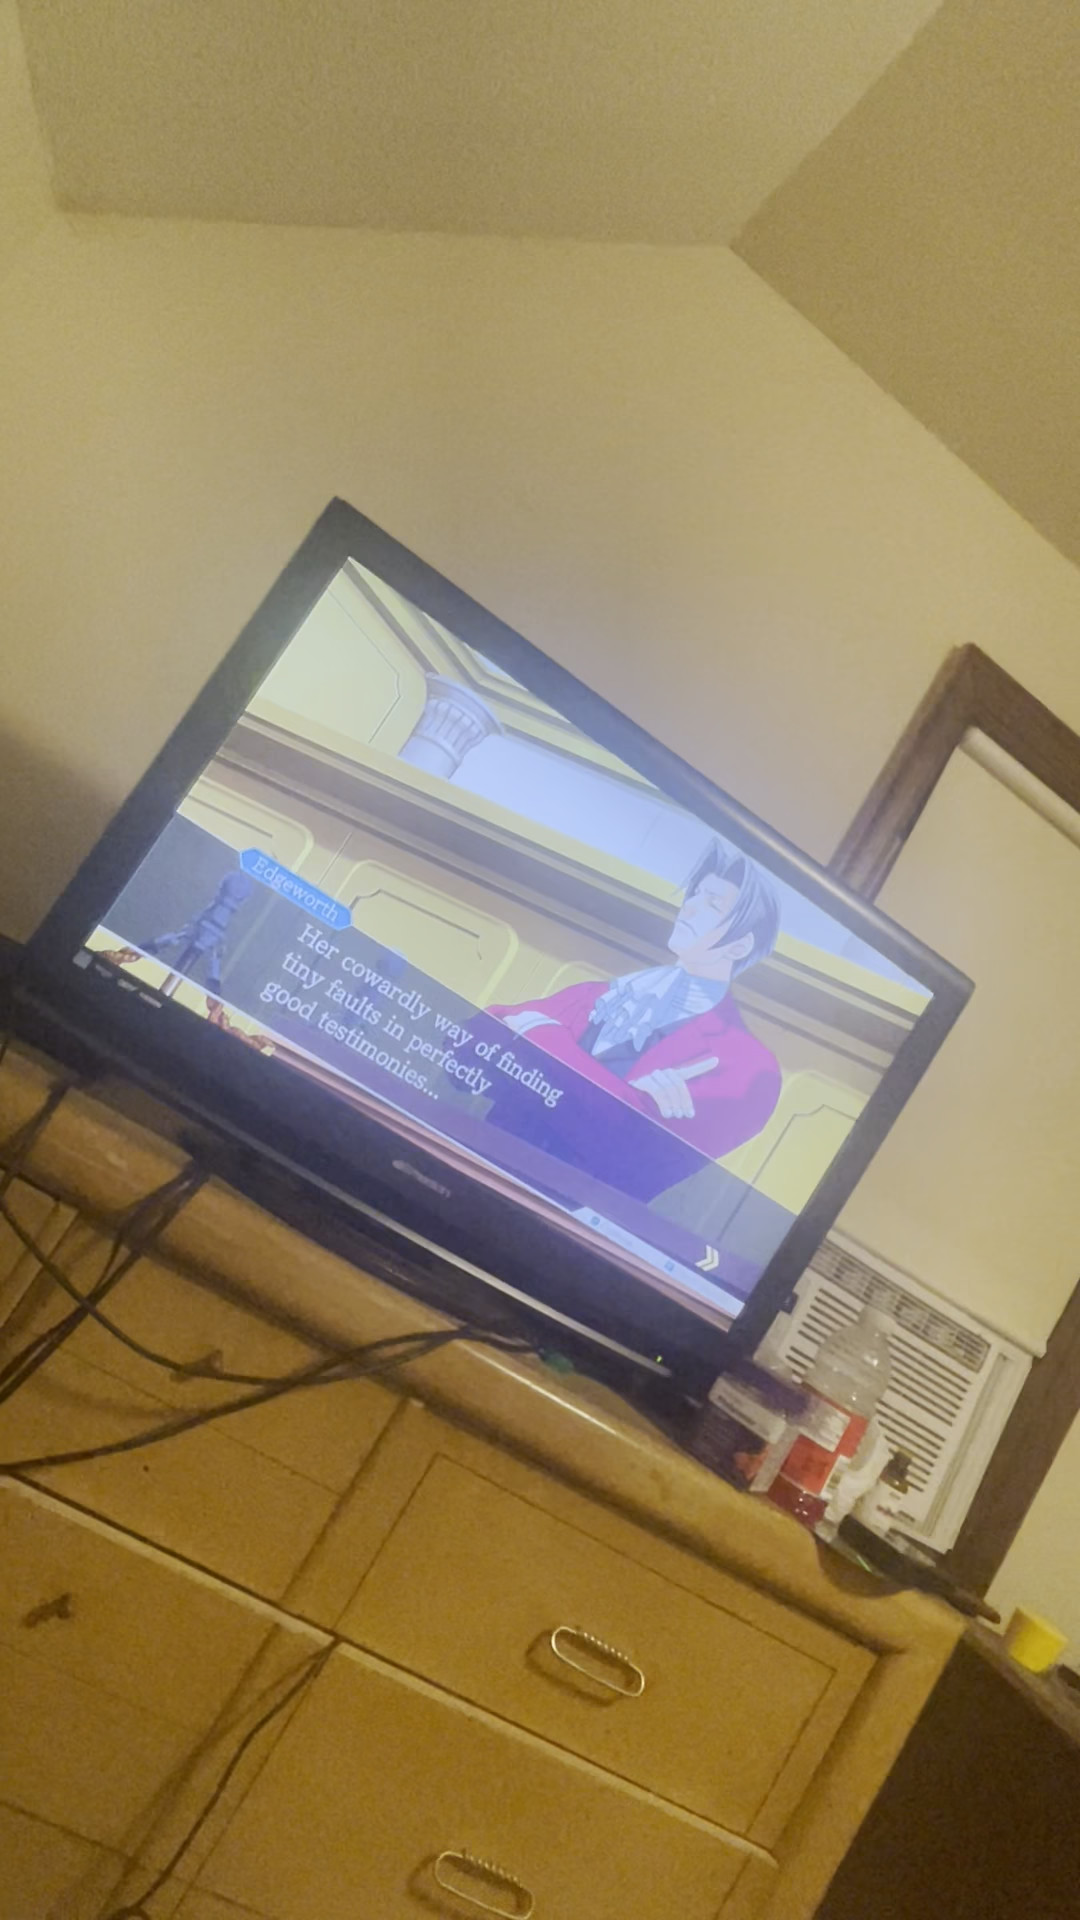 Edgeworth
Her cowardly way of finding
tiny faults in perfectly
good testimonies...